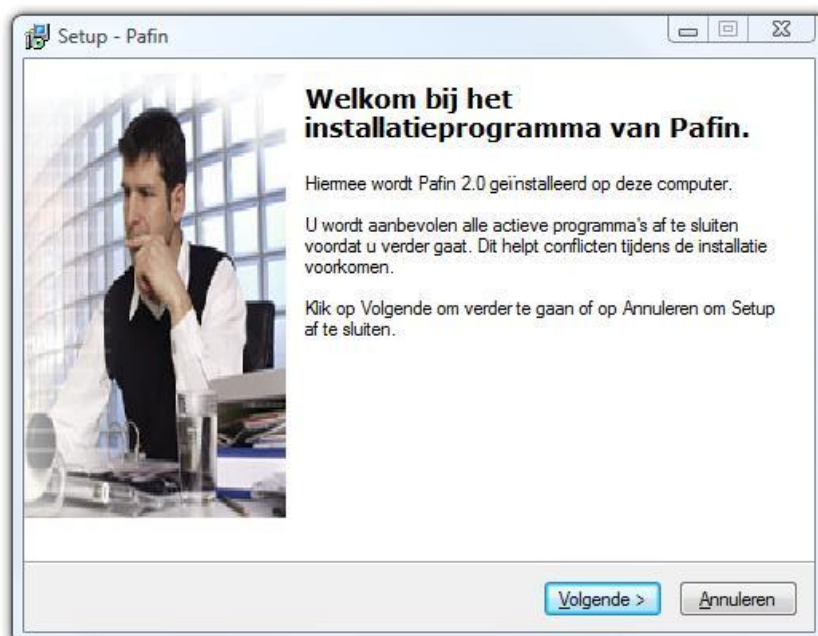 Setup - Pafin
Welkom bij het
installatieprogramma van Pafin.
Hiermee wordt Pafin 2.0 geïnstalleerd op deze computer.
U wordt aanbevolen alle actieve programma's af te sluiten
voordat u verder gaat. Dit helpt conflicten tijdens de installatie
voorkomen.
Klik op Volgende om verder te gaan of op Annuleren om Setup
af te sluiten.
Volgende >
Annuleren